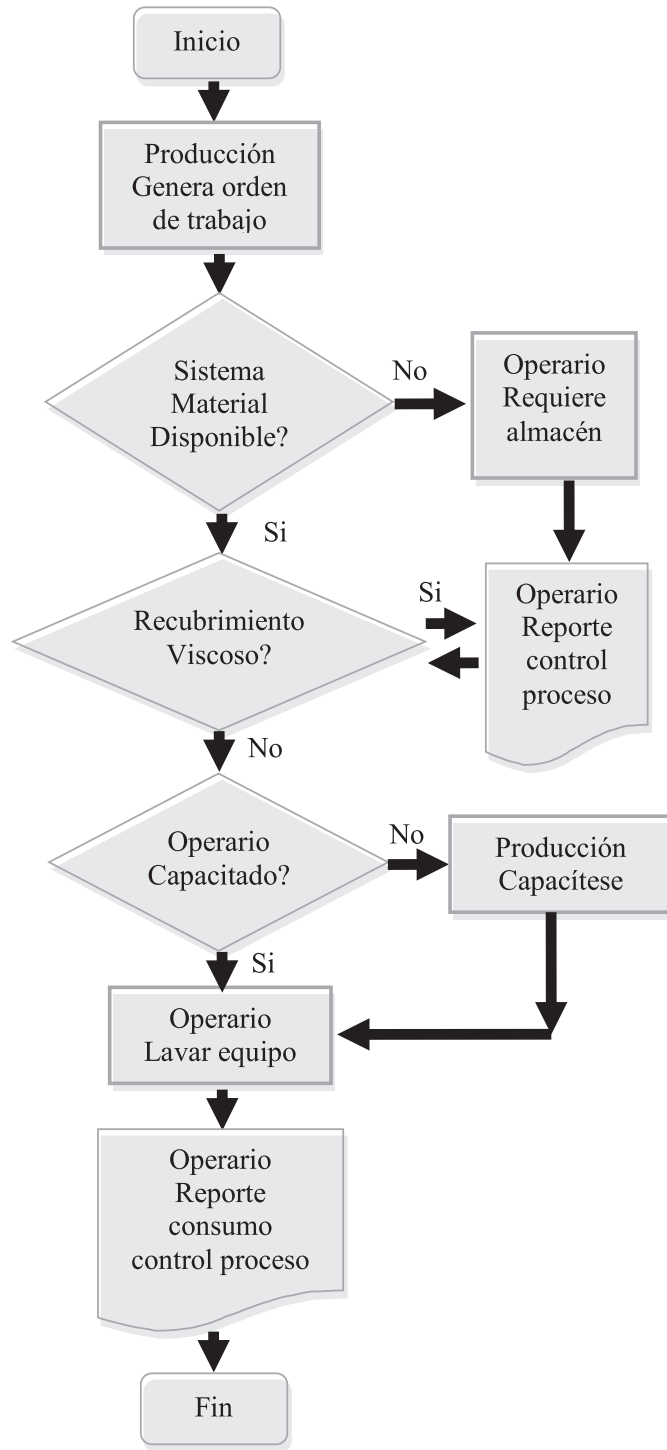 Inicio
Producción
Genera orden
de trabajo
Sistema
Material
Disponible?
No
Operario
Requiere
almacén
Si
Recubrimiento
Viscoso?
Si
Operario
Reporte
control
proceso
No
Operario
Capacitado?
No
Producción
Capacítese
Si
Operario
Lavar equipo
Operario
Reporte
consumo
control proceso
Fin